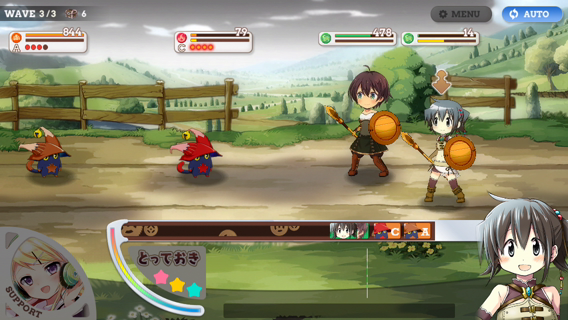 WAVE 3/3 6
MENU
AUTO
844
A
79
C
478
14
C A
とっておき
SUPPORT